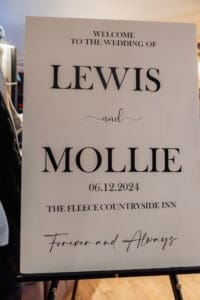 WELCOME
TO THE WEDDING OF
LEWIS
and
MOLLIE
06.12.2024
THE FLEECE COUNTRYSIDE INN
Forever and Always